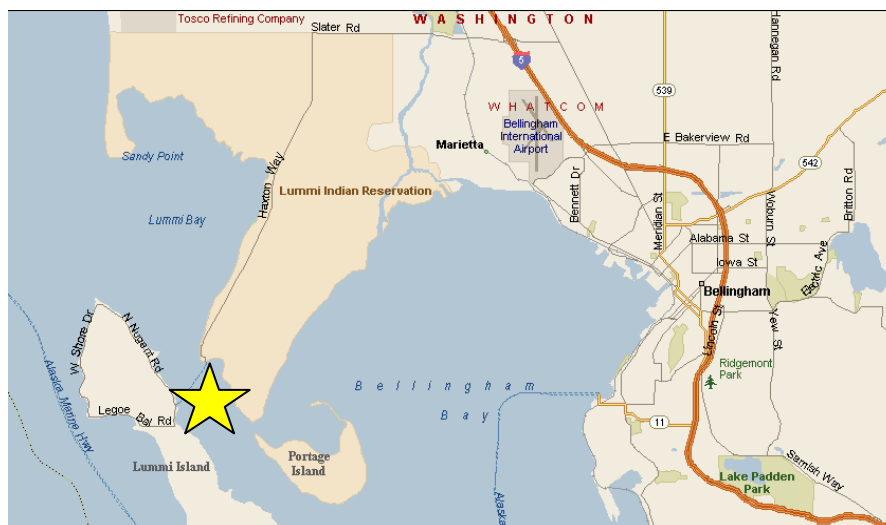 Tosco Refining Company
WASHINGTON
Slater Rd
Hannegan Rd
5
539
WHATCOM
Bellingham
International
Airport
E Bakerview Rd
Marietta
542
Sandy Point
Haxton Way
Lummi Indian Reservation
Bennett Dr
Meridian St
Woburn St
Britton Rd
Lummi Bay
Alabama St
Iowa St
Electric Ave
Bellingham
W Shore Dr
N Nugent Rd
Lincoln St
Yew St
Alaska Marine Hwy
Ridgemont
Park
Bellingham
Bay
Legoe Bay Rd
11
Lummi Island
Portage
Island
Samish Way
Lake Padden
Park
Alaska